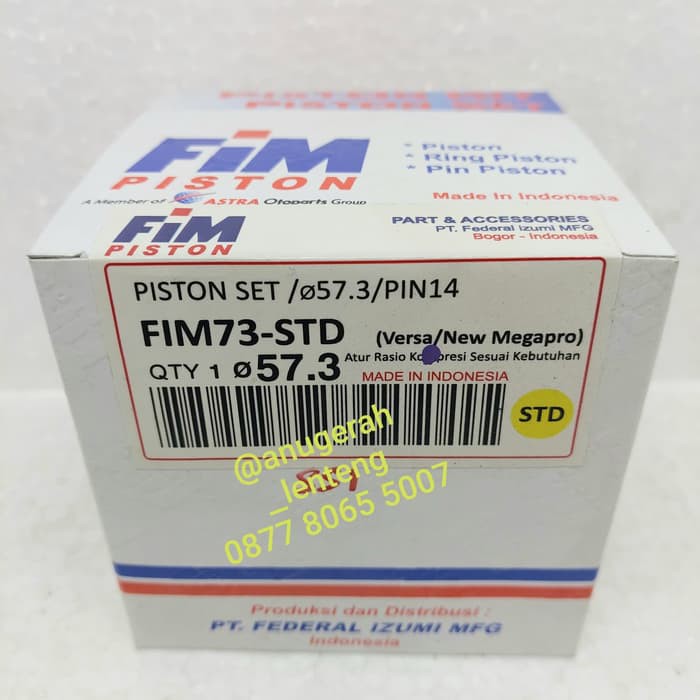 PISTON SET
FiM
PISTON
A Member of ASTRA Otoparts Group
* Piston
* Ring Piston
* Pin Piston
Made In Indonesia
FiM
PISTON
PART & ACCESSORIES
PT. Federal Izumi MFG
Bogor - Indonesia
PISTON SET /ø57.3/PIN14
FIM73-STD (Versa/New Megapro)
Atur Rasio Kompresi Sesuai Kebutuhan
QTY 1 ø57.3 MADE IN INDONESIA
STD
@anugerah
_lenteng
0877 8065 5007
Produksi dan Distribusi :
PT. FEDERAL IZUMI MFG
Indonesia